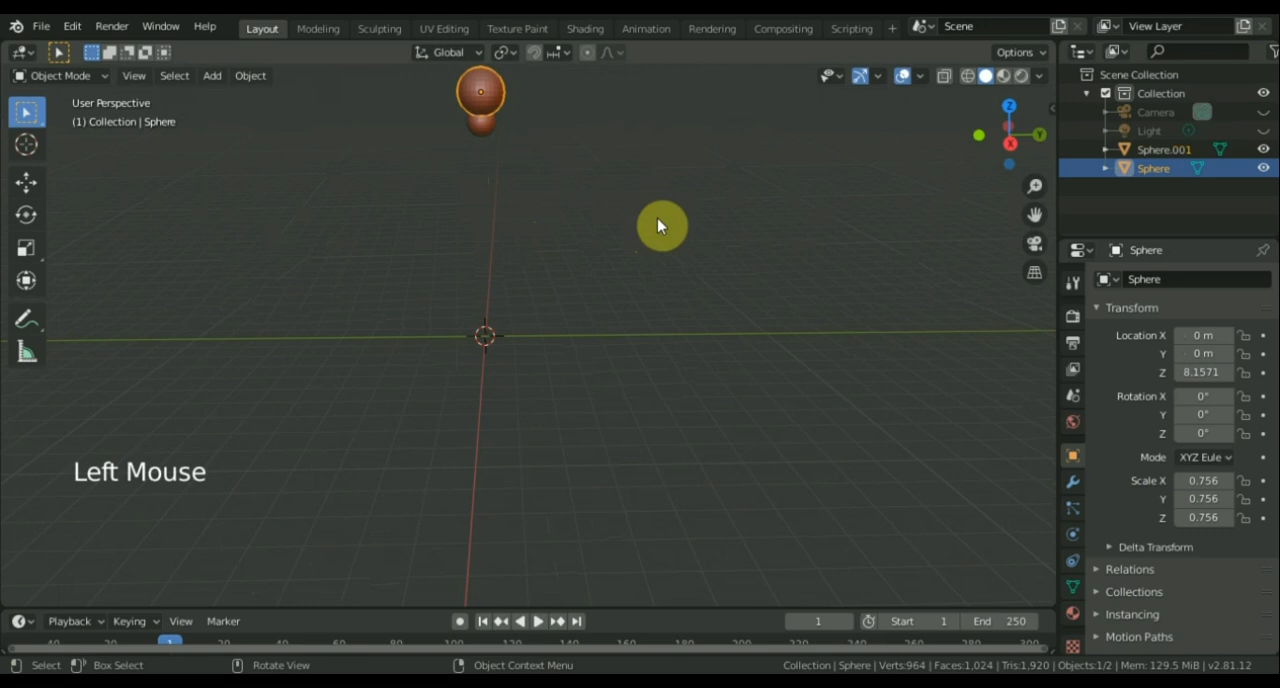 File Edit Render Window Help Layout Modeling Sculpting UV Editing Texture Paint Shading Animation Rendering Compositing Scripting + Scene View Layer
Global Options
Object Mode View Select Add Object
User Perspective
(1) Collection | Sphere
Z
Y
X
Left Mouse
Scene Collection
Collection
Camera
Light
Sphere.001
Sphere
Sphere
Sphere
Transform
Location X 0 m
Y 0 m
Z 8.1571
Rotation X 0°
Y 0°
Z 0°
Mode XYZ Eule
Scale X 0.756
Y 0.756
Z 0.756
Delta Transform
Relations
Collections
Instancing
Motion Paths
Playback Keying View Marker 1 Start 1 End 250
1
Select Box Select Rotate View Object Context Menu Collection | Sphere | Verts:964 | Faces:1,024 | Tris:1,920 | Objects:1/2 | Mem: 129.5 MiB | v2.81.12